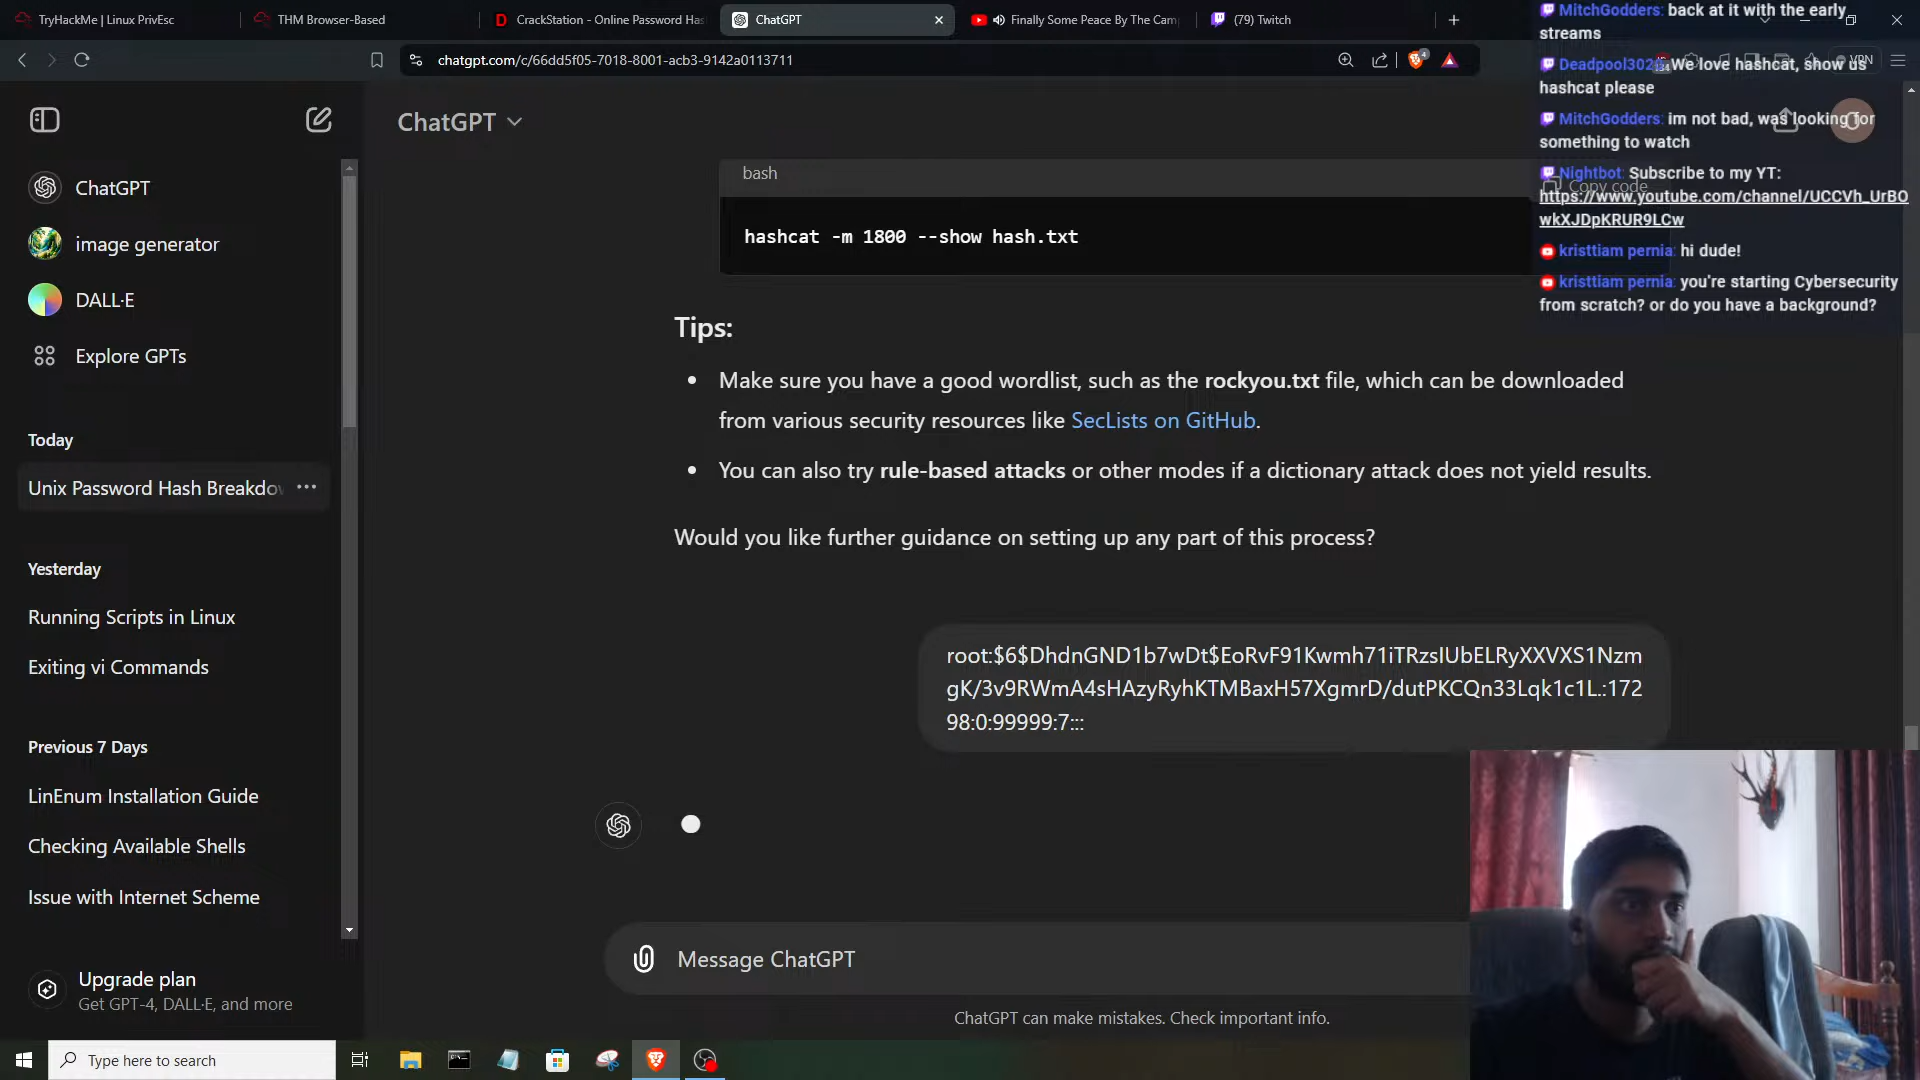 TryHackMe | Linux PrivEsc
THM Browser-Based
CrackStation - Online Password Has
ChatGPT
Finally Some Peace By The Cam
(79) Twitch
chatgpt.com/c/66dd5f05-7018-8001-acb3-9142a0113711
VPN
MitchGodders: back at it with the early
streams
We love hashcat, show us
hashcat please
MitchGodders: im not bad, was looking for
something to watch
Nightbot: Subscribe to my YT:
https://www.youtube.com/channel/UCCVh_UrBO
wkXJDpKRUR9LCw
kristtiam pernia: hi dude!
kristtiam pernia: you're starting Cybersecurity
from scratch? or do you have a background?
ChatGPT
ChatGPT
image generator
DALL·E
Explore GPTs
Today
Unix Password Hash Breakdov
Yesterday
Running Scripts in Linux
Exiting vi Commands
Previous 7 Days
LinEnum Installation Guide
Checking Available Shells
Issue with Internet Scheme
Upgrade plan
Get GPT-4, DALL·E, and more
bash
Copy code
hashcat -m 1800 --show hash.txt
Tips:
• Make sure you have a good wordlist, such as the rockyou.txt file, which can be downloaded
from various security resources like SecLists on GitHub.
• You can also try rule-based attacks or other modes if a dictionary attack does not yield results.
Would you like further guidance on setting up any part of this process?
root:$6$DhdnGND1b7wDt$EoRvF91Kwmh71iTRzsIUbELRyXXVXS1Nzm
gK/3v9RWmA4sHAzyRyhKTMBaxH57XgmrD/dutPKCQn33Lqk1c1L.:172
98:0:99999:7:::
Message ChatGPT
ChatGPT can make mistakes. Check important info.
Type here to search